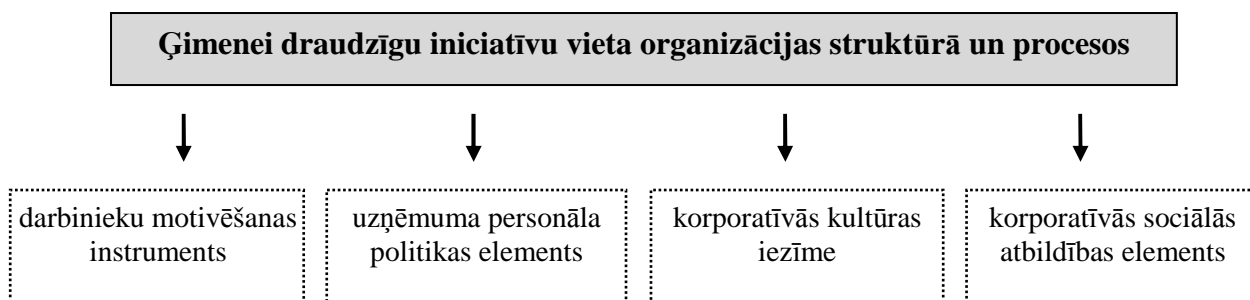 Ģimenei draudzīgu iniciatīvu vieta organizācijas struktūrā un procesos
darbinieku motivēšanas
instruments
uzņēmuma personāla
politikas elements
korporatīvās kultūras
iezīme
korporatīvās sociālās
atbildības elements